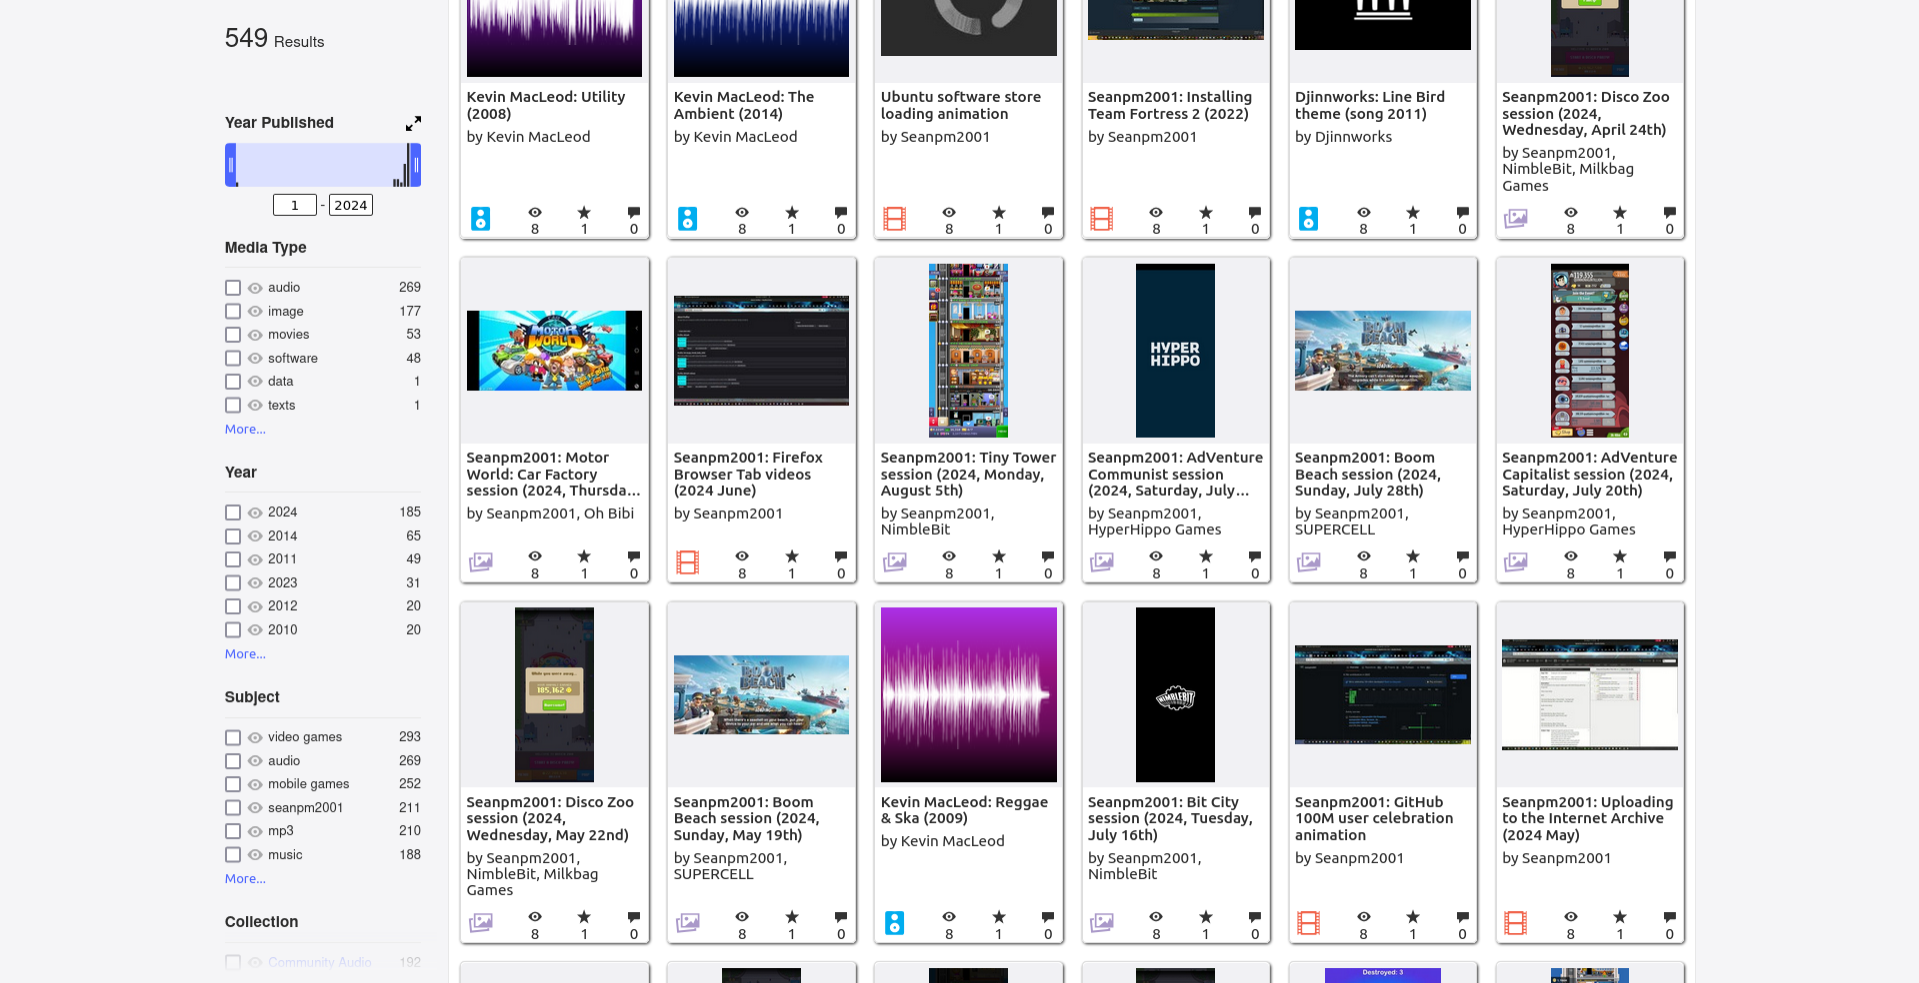 549 Results
Year Published
1 - 2024
Media Type
audio 269
image 177
movies 53
software 48
data 1
texts 1
More...
Year
2024 185
2014 65
2011 49
2023 31
2012 20
2010 20
More...
Subject
video games 293
audio 269
mobile games 252
seanpm2001 211
mp3 210
music 188
More...
Collection
Community Audio 192
Kevin MacLeod: Utility
(2008)
by Kevin MacLeod
8 1 0
Kevin MacLeod: The
Ambient (2014)
by Kevin MacLeod
8 1 0
Ubuntu software store
loading animation
by Seanpm2001
8 1 0
Seanpm2001: Installing
Team Fortress 2 (2022)
by Seanpm2001
8 1 0
Djinnworks: Line Bird
theme (song 2011)
by Djinnworks
8 1 0
Seanpm2001: Disco Zoo
session (2024,
Wednesday, April 24th)
by Seanpm2001,
NimbleBit, Milkbag
Games
8 1 0
MOTOR
WORLD
Seanpm2001: Motor
World: Car Factory
session (2024, Thursda...
by Seanpm2001, Oh Bibi
8 1 0
Seanpm2001: Firefox
Browser Tab videos
(2024 June)
by Seanpm2001
8 1 0
Seanpm2001: Tiny Tower
session (2024, Monday,
August 5th)
by Seanpm2001,
NimbleBit
8 1 0
HYPER
HIPPO
Seanpm2001: AdVenture
Communist session
(2024, Saturday, July...
by Seanpm2001,
HyperHippo Games
8 1 0
BOOM
BEACH
Seanpm2001: Boom
Beach session (2024,
Sunday, July 28th)
by Seanpm2001,
SUPERCELL
8 1 0
Seanpm2001: AdVenture
Capitalist session (2024,
Saturday, July 20th)
by Seanpm2001,
HyperHippo Games
8 1 0
While you were away...
185,162
Seanpm2001: Disco Zoo
session (2024,
Wednesday, May 22nd)
by Seanpm2001,
NimbleBit, Milkbag
Games
8 1 0
BOOM
BEACH
Seanpm2001: Boom
Beach session (2024,
Sunday, May 19th)
by Seanpm2001,
SUPERCELL
8 1 0
Kevin MacLeod: Reggae
& Ska (2009)
by Kevin MacLeod
8 1 0
NIMBLEBIT
Seanpm2001: Bit City
session (2024, Tuesday,
July 16th)
by Seanpm2001,
NimbleBit
8 1 0
Seanpm2001: GitHub
100M user celebration
animation
by Seanpm2001
8 1 0
Seanpm2001: Uploading
to the Internet Archive
(2024 May)
by Seanpm2001
8 1 0
Destroyed: 3